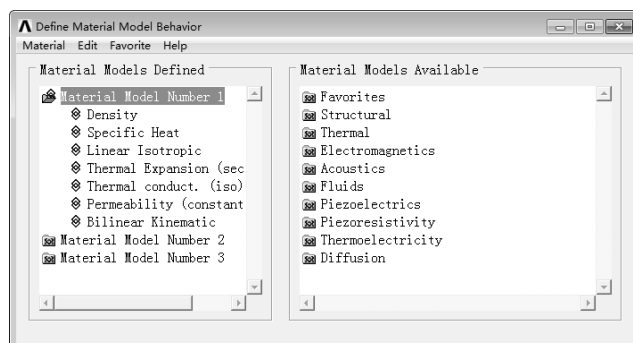 Define Material Model Behavior
Material Edit Favorite Help
Material Models Defined
Material Model Number 1
Density
Specific Heat
Linear Isotropic
Thermal Expansion (sec
Thermal conduct. (iso)
Permeability (constant
Bilinear Kinematic
Material Model Number 2
Material Model Number 3
Material Models Available
Favorites
Structural
Thermal
Electromagnetics
Acoustics
Fluids
Piezoelectrics
Piezoresistivity
Thermoelectricity
Diffusion